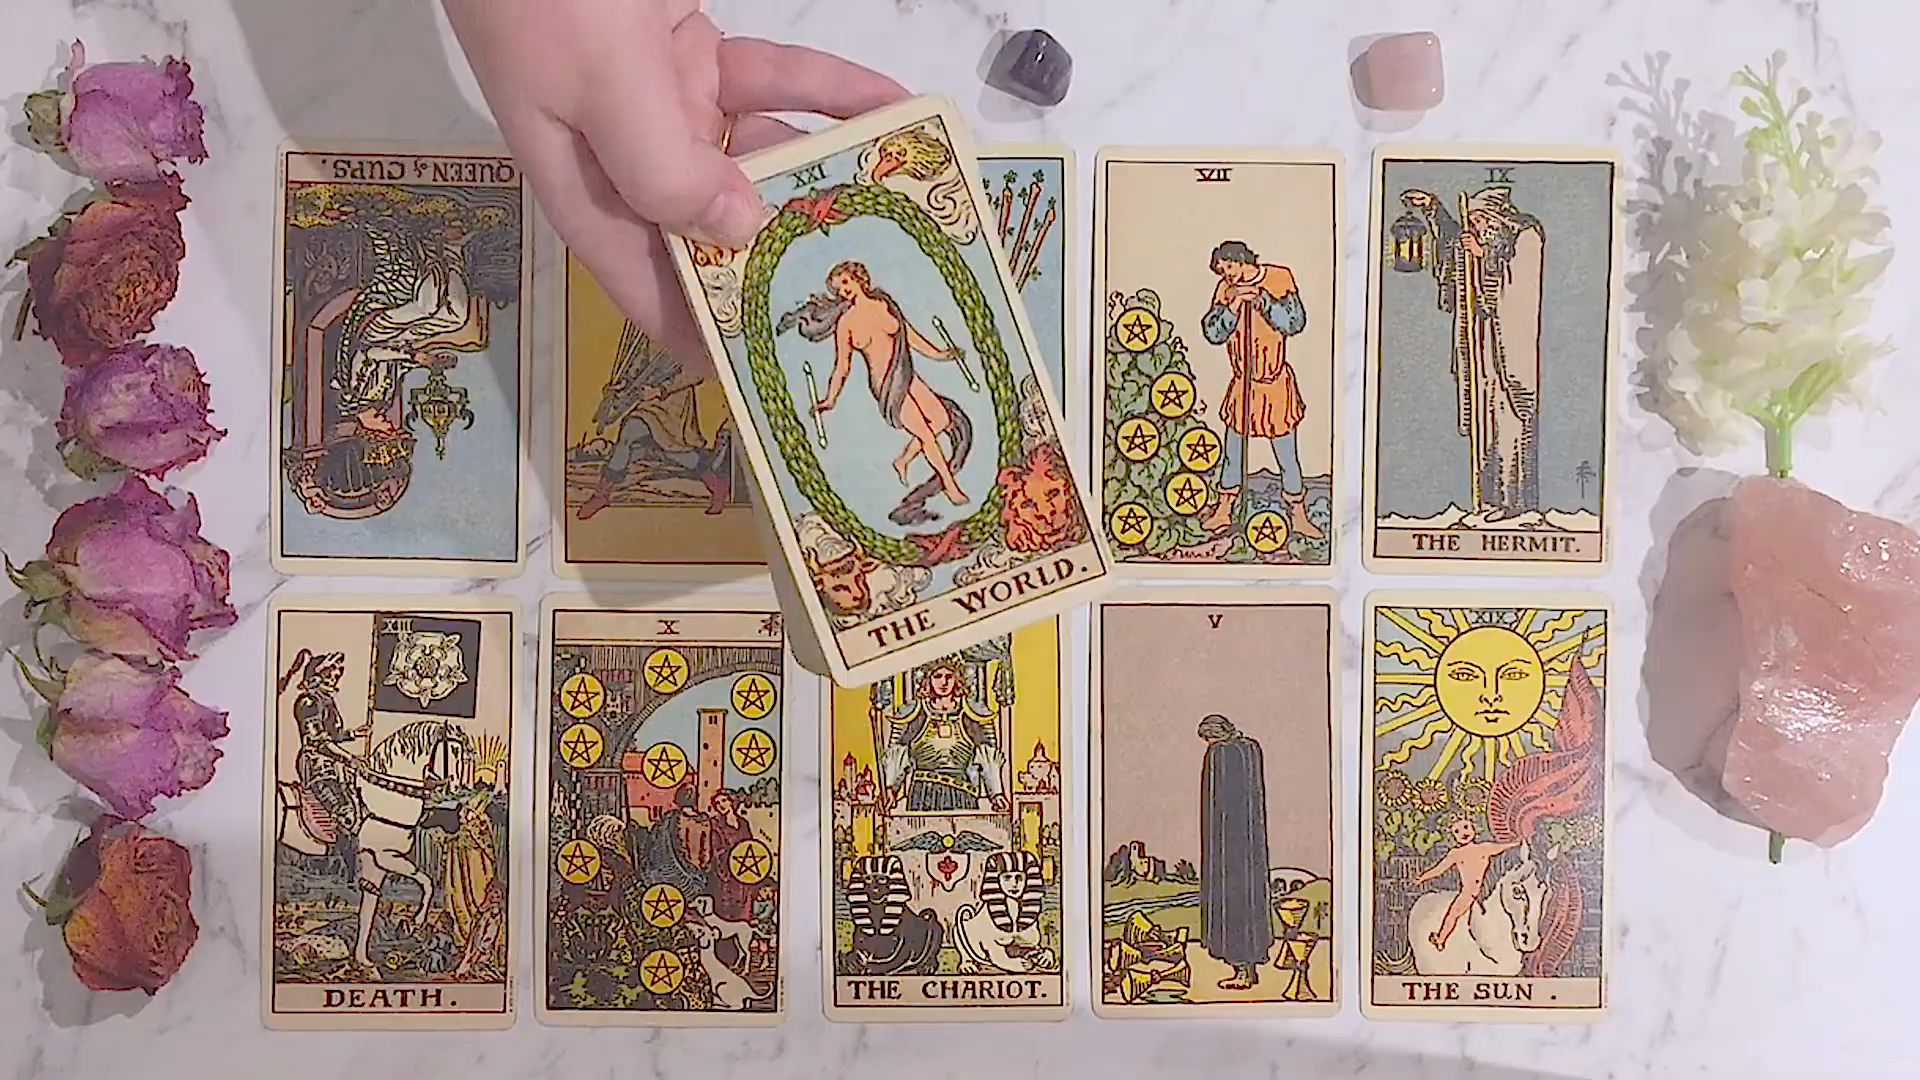 QUEEN of CUPS.
XXI
THE WORLD.
VII
IX
THE HERMIT.
XIII
DEATH.
X
THE CHARIOT.
V
XIX
THE SUN .